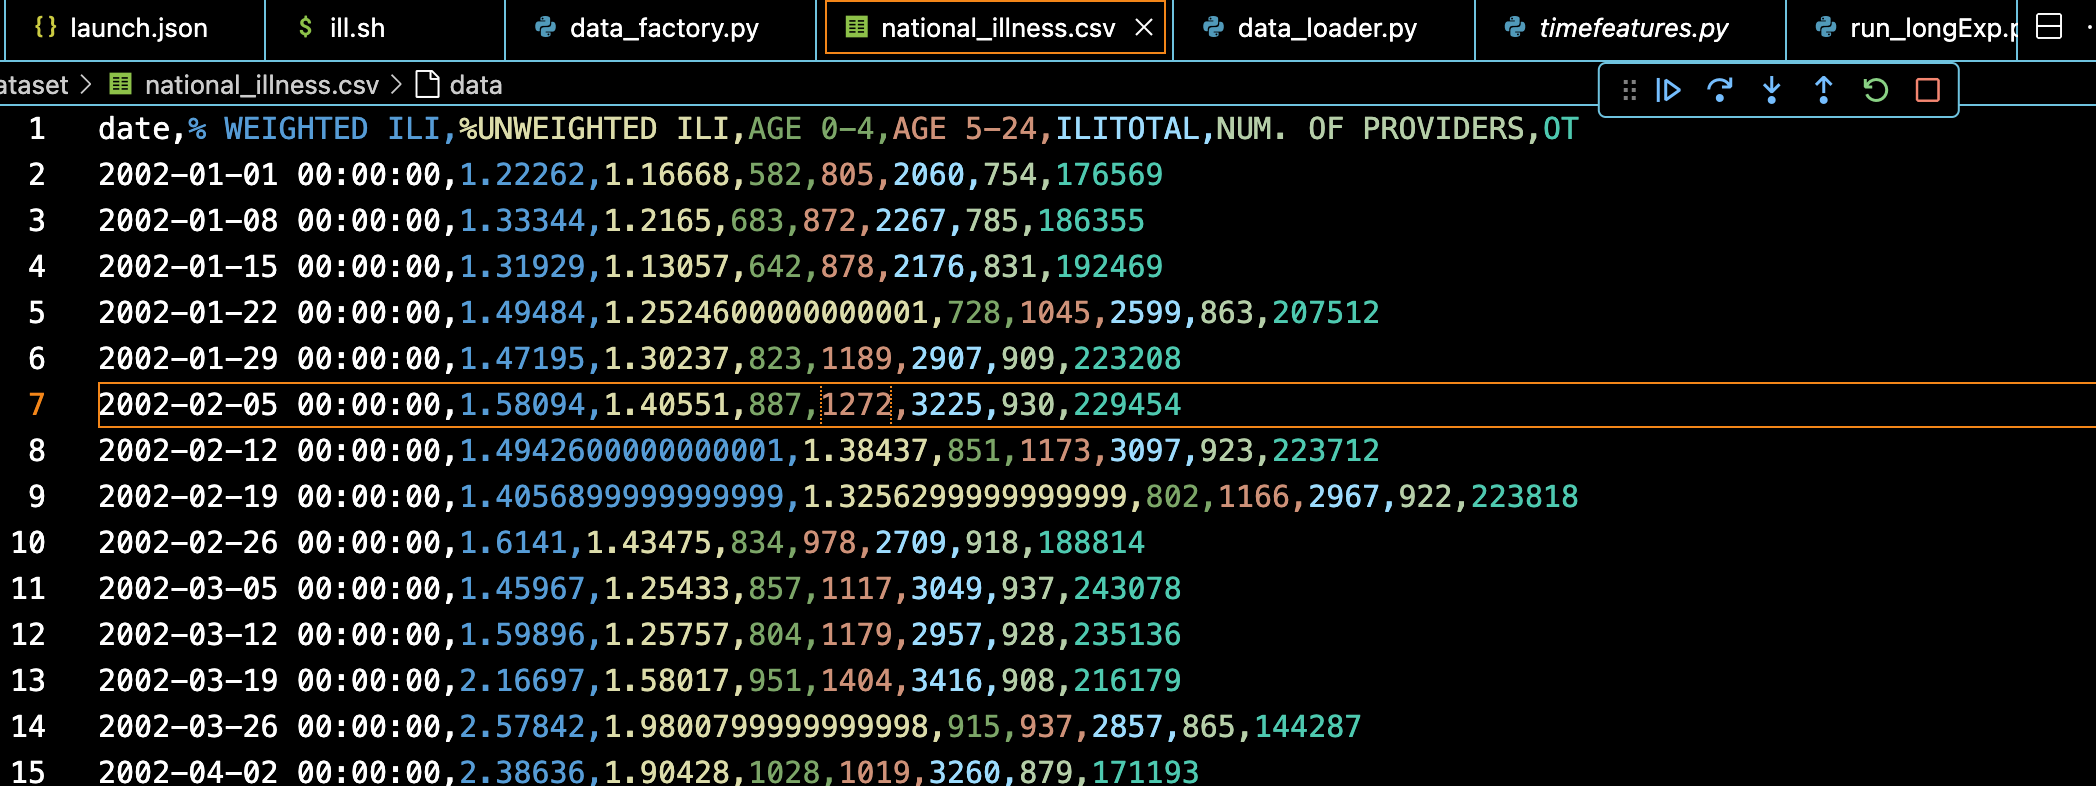 launch.json ill.sh data_factory.py national_illness.csv data_loader.py timefeatures.py run_longExp.p
ataset > national_illness.csv > data
1 date,% WEIGHTED ILI,%UNWEIGHTED ILI,AGE 0-4,AGE 5-24,ILITOTAL,NUM. OF PROVIDERS,OT
2 2002-01-01 00:00:00,1.22262,1.16668,582,805,2060,754,176569
3 2002-01-08 00:00:00,1.33344,1.2165,683,872,2267,785,186355
4 2002-01-15 00:00:00,1.31929,1.13057,642,878,2176,831,192469
5 2002-01-22 00:00:00,1.49484,1.2524600000000001,728,1045,2599,863,207512
6 2002-01-29 00:00:00,1.47195,1.30237,823,1189,2907,909,223208
7 2002-02-05 00:00:00,1.58094,1.40551,887,1272,3225,930,229454
8 2002-02-12 00:00:00,1.4942600000000001,1.38437,851,1173,3097,923,223712
9 2002-02-19 00:00:00,1.4056899999999999,1.3256299999999999,802,1166,2967,922,223818
10 2002-02-26 00:00:00,1.6141,1.43475,834,978,2709,918,188814
11 2002-03-05 00:00:00,1.45967,1.25433,857,1117,3049,937,243078
12 2002-03-12 00:00:00,1.59896,1.25757,804,1179,2957,928,235136
13 2002-03-19 00:00:00,2.16697,1.58017,951,1404,3416,908,216179
14 2002-03-26 00:00:00,2.57842,1.9800799999999998,915,937,2857,865,144287
15 2002-04-02 00:00:00,2.38636,1.90428,1028,1019,3260,879,171193